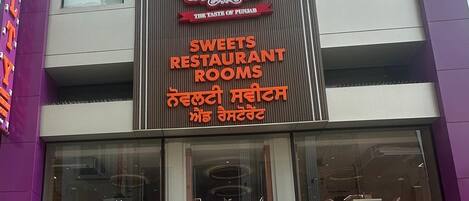 THE TASTE OF PUNJAB
SWEETS
RESTAURANT
ROOMS
ਨੋਵਲਟੀ ਸਵੀਟਸ
ਐਂਡ ਰੈਸਟੋਰੈਂਟ